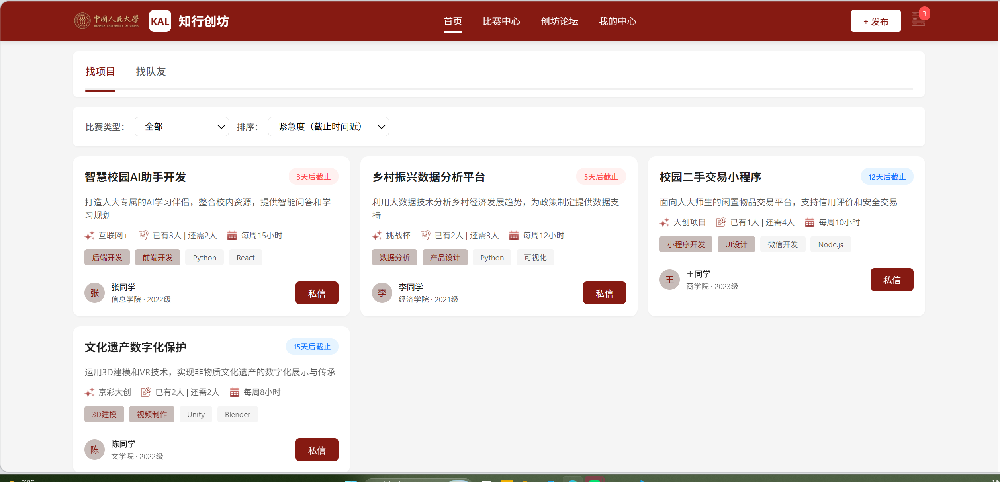 中国人民大学
RENMIN UNIVERSITY OF CHINA
KAL
知行创坊
首页
比赛中心
创坊论坛
我的中心
+ 发布
3
找项目
找队友
比赛类型：
全部
排序：
紧急度（截止时间近）
智慧校园AI助手开发
3天后截止
打造人大专属的AI学习伴侣，整合校内资源，提供智能问答和学
习规划
互联网+
已有3人 | 还需2人
每周15小时
后端开发
前端开发
Python
React
张
张同学
信息学院 · 2022级
私信
乡村振兴数据分析平台
5天后截止
利用大数据技术分析乡村经济发展趋势，为政策制定提供数据支
持
挑战杯
已有2人 | 还需3人
每周12小时
数据分析
产品设计
Python
可视化
李
李同学
经济学院 · 2021级
私信
校园二手交易小程序
12天后截止
面向人大师生的闲置物品交易平台，支持信用评价和安全交易
大创项目
已有1人 | 还需4人
每周10小时
小程序开发
UI设计
微信开发
Node.js
王
王同学
商学院 · 2023级
私信
文化遗产数字化保护
15天后截止
运用3D建模和VR技术，实现非物质文化遗产的数字化展示与传承
京彩大创
已有2人 | 还需2人
每周8小时
3D建模
视频制作
Unity
Blender
陈
陈同学
文学院 · 2022级
私信